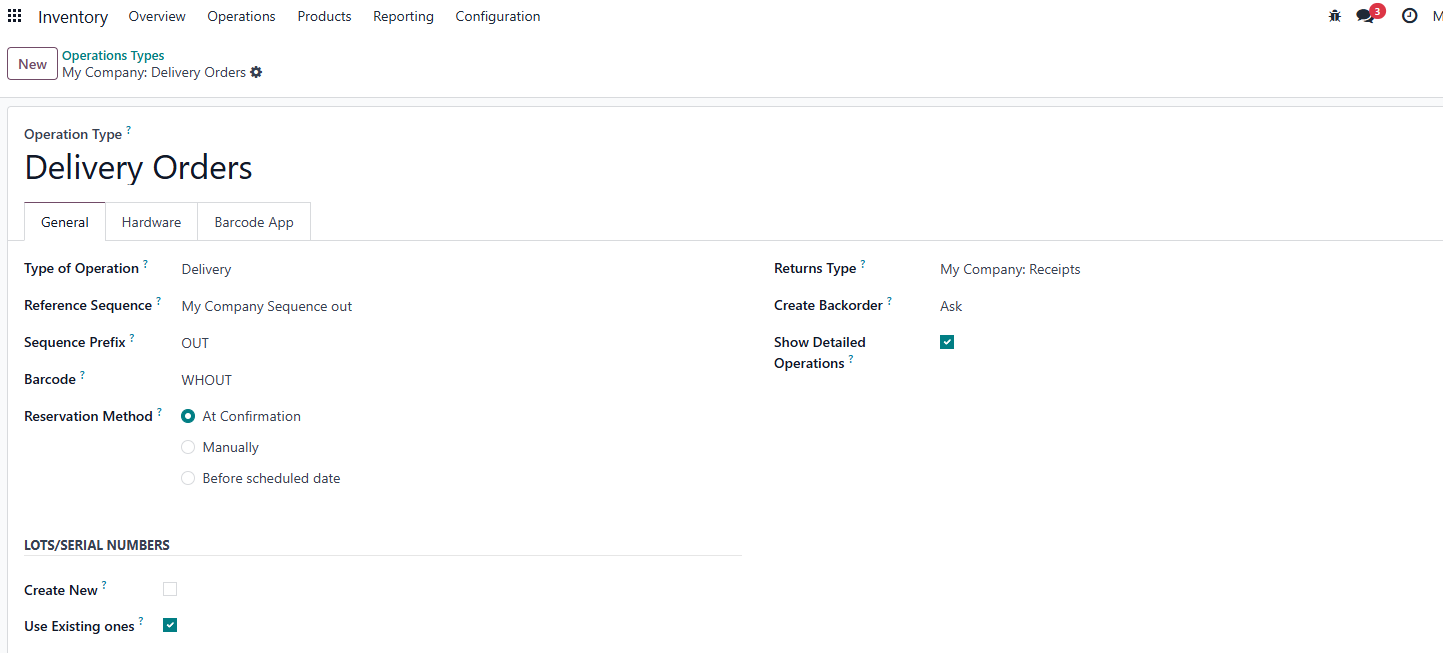 Inventory Overview Operations Products Reporting Configuration 3 M
New
Operations Types
My Company: Delivery Orders
Operation Type ?
Delivery Orders
General Hardware Barcode App
Type of Operation ? Delivery
Reference Sequence ? My Company Sequence out
Sequence Prefix ? OUT
Barcode ? WHOUT
Reservation Method ? At Confirmation
Manually
Before scheduled date
Returns Type ? My Company: Receipts
Create Backorder ? Ask
Show Detailed
Operations ?
LOTS/SERIAL NUMBERS
Create New ?
Use Existing ones ?